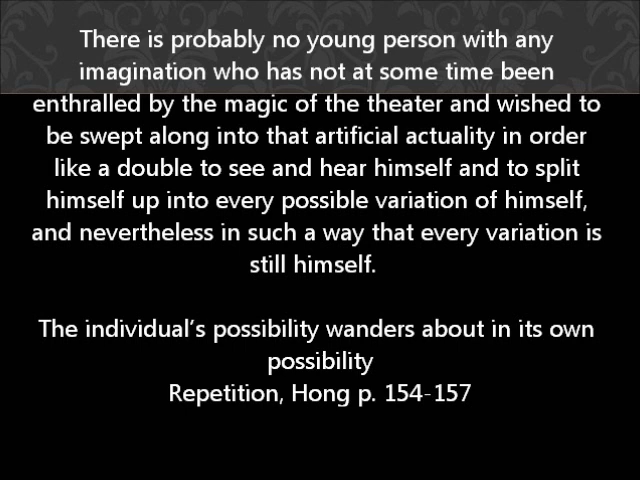 There is probably no young person with any
imagination who has not at some time been
enthralled by the magic of the theater and wished to
be swept along into that artificial actuality in order
like a double to see and hear himself and to split
himself up into every possible variation of himself,
and nevertheless in such a way that every variation is
still himself.
The individual's possibility wanders about in its own
possibility
Repetition, Hong p. 154-157